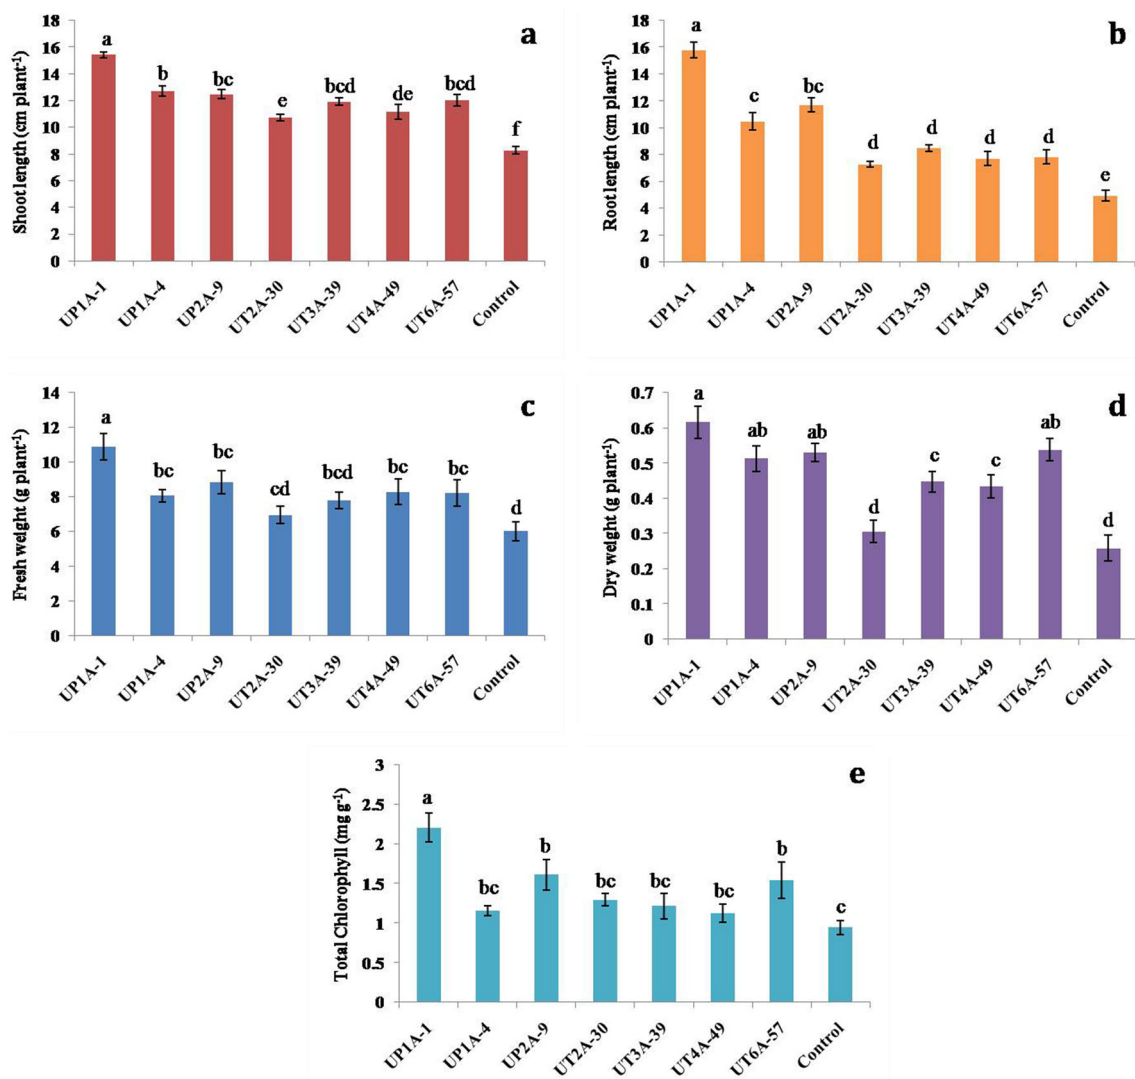 a
Shoot length (cm plant-1)
18
16
14
12
10
8
6
4
2
0
a
b
bc
e
bcd
de
bcd
f
UP1A-1
UP1A-4
UP2A-9
UT2A-30
UT3A-39
UT4A-49
UT6A-57
Control
b
Root length (cm plant-1)
18
16
14
12
10
8
6
4
2
0
a
c
bc
d
d
d
d
e
UP1A-1
UP1A-4
UP2A-9
UT2A-30
UT3A-39
UT4A-49
UT6A-57
Control
c
Fresh weight (g plant-1)
14
12
10
8
6
4
2
0
a
bc
bc
cd
bcd
bc
bc
d
UP1A-1
UP1A-4
UP2A-9
UT2A-30
UT3A-39
UT4A-49
UT6A-57
Control
d
Dry weight (g plant-1)
0.7
0.6
0.5
0.4
0.3
0.2
0.1
0
a
ab
ab
d
c
c
ab
d
UP1A-1
UP1A-4
UP2A-9
UT2A-30
UT3A-39
UT4A-49
UT6A-57
Control
e
Total Chlorophyll (mg g-1)
3
2.5
2
1.5
1
0.5
0
a
bc
b
bc
bc
bc
b
c
UP1A-1
UP1A-4
UP2A-9
UT2A-30
UT3A-39
UT4A-49
UT6A-57
Control